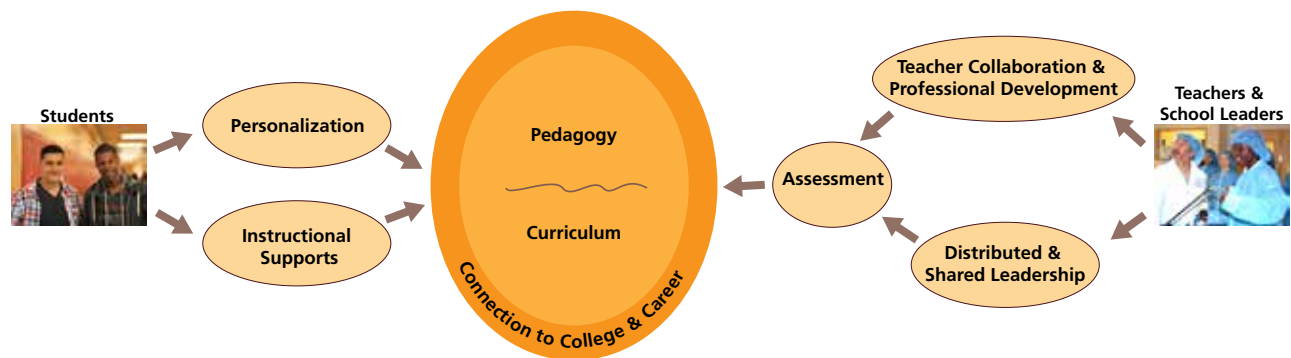 Students
Personalization
Instructional
Supports
Pedagogy
Curriculum
Connection to College & Career
Assessment
Teacher Collaboration &
Professional Development
Distributed &
Shared Leadership
Teachers &
School Leaders